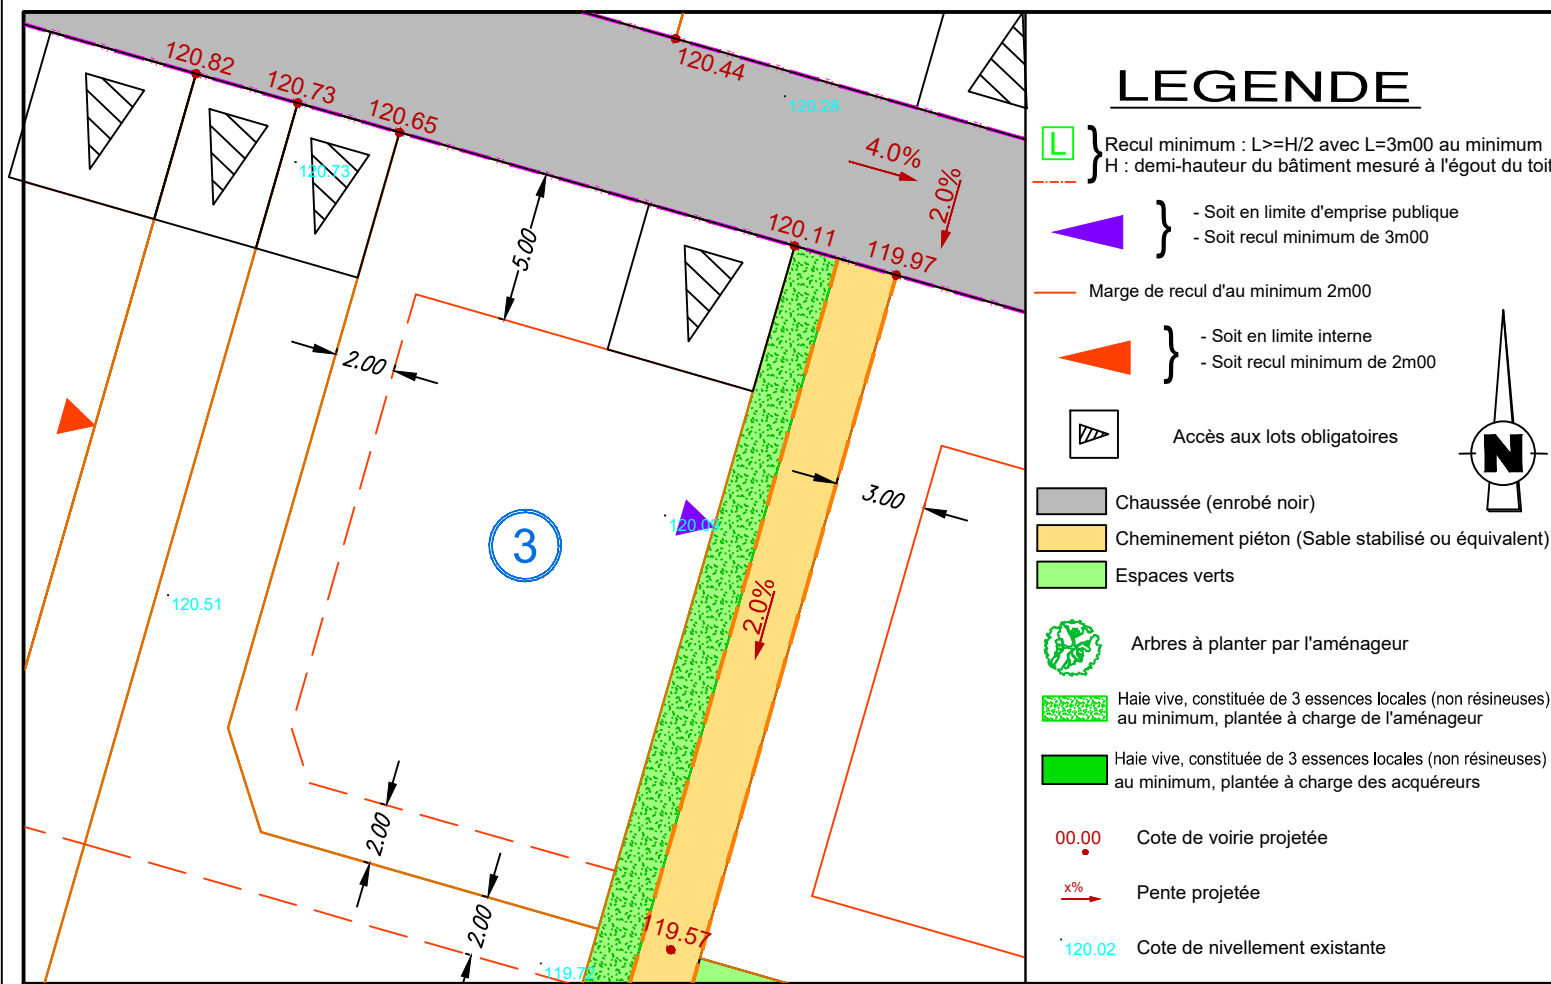 120.82
120.73
120.65
120.44
120.28
120.73
4.0%
2.0%
120.11
119.97
5.00
2.00
3.00
3
120.09
120.51
2.0%
2.00
2.00
119.57
119.72
LEGENDE
L
Recul minimum : L>=H/2 avec L=3m00 au minimum
H : demi-hauteur du bâtiment mesuré à l'égout du toit
- Soit en limite d'emprise publique
- Soit recul minimum de 3m00
Marge de recul d'au minimum 2m00
- Soit en limite interne
- Soit recul minimum de 2m00
Accès aux lots obligatoires
N
Chaussée (enrobé noir)
Cheminement piéton (Sable stabilisé ou équivalent)
Espaces verts
Arbres à planter par l'aménageur
Haie vive, constituée de 3 essences locales (non résineuses)
au minimum, plantée à charge de l'aménageur
Haie vive, constituée de 3 essences locales (non résineuses)
au minimum, plantée à charge des acquéreurs
00.00 Cote de voirie projetée
x% Pente projetée
120.02 Cote de nivellement existante